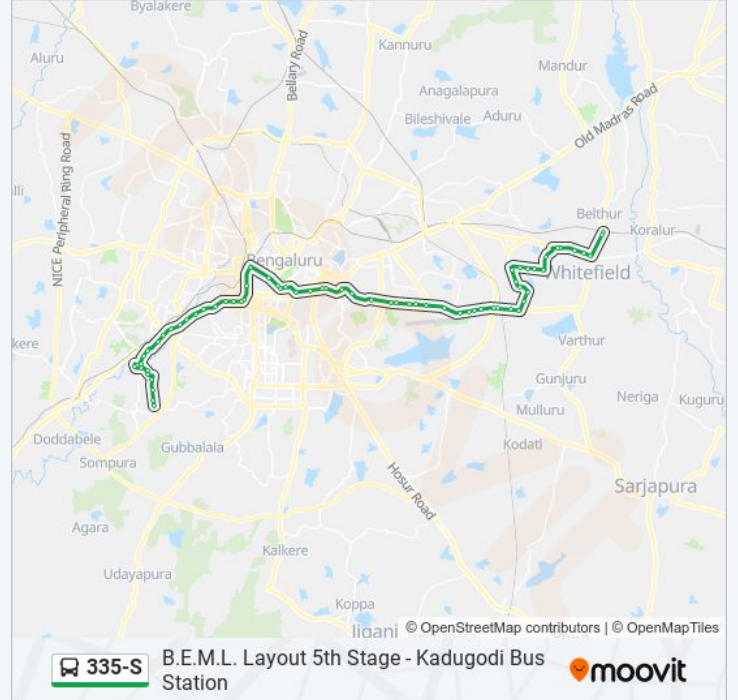 Byalakere
Aluru
Bellary Road
Kannuru
Mandur
Anagalapura
Bileshivale
Aduru
Old Madras Road
NICE Peripheral Ring Road
lli
Belthur
Koralur
Bengaluru
Whitefield
kere
Varthur
Gunjuru
Neriga
Kuguru
Mulluru
Doddabele
Gubbalala
Kodati
Sompura
Hosur Road
Sarjapura
Agara
Kalkere
Udayapura
Koppa
Jigani
© OpenStreetMap contributors | © OpenMapTiles
335-S
B.E.M.L. Layout 5th Stage - Kadugodi Bus
Station
moovit